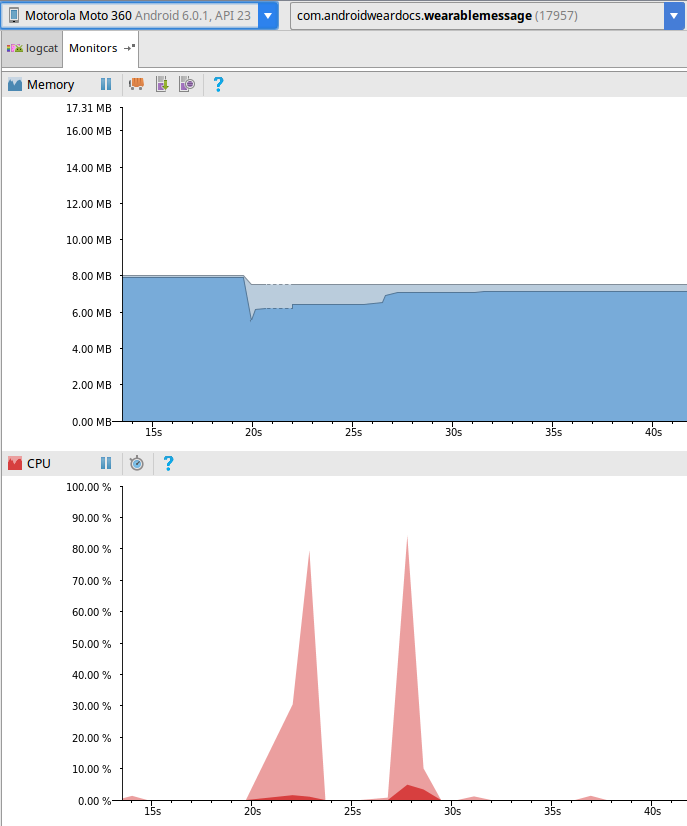 Motorola Moto 360 Android 6.0.1, API 23 com.androidweardocs.wearablemessage (17957)
logcat Monitors
Memory ?
17.31 MB
16.00 MB
14.00 MB
12.00 MB
10.00 MB
8.00 MB
6.00 MB
4.00 MB
2.00 MB
0.00 MB
15s 20s 25s 30s 35s 40s
CPU ?
100.00 %
90.00 %
80.00 %
70.00 %
60.00 %
50.00 %
40.00 %
30.00 %
20.00 %
10.00 %
0.00 %
15s 20s 25s 30s 35s 40s